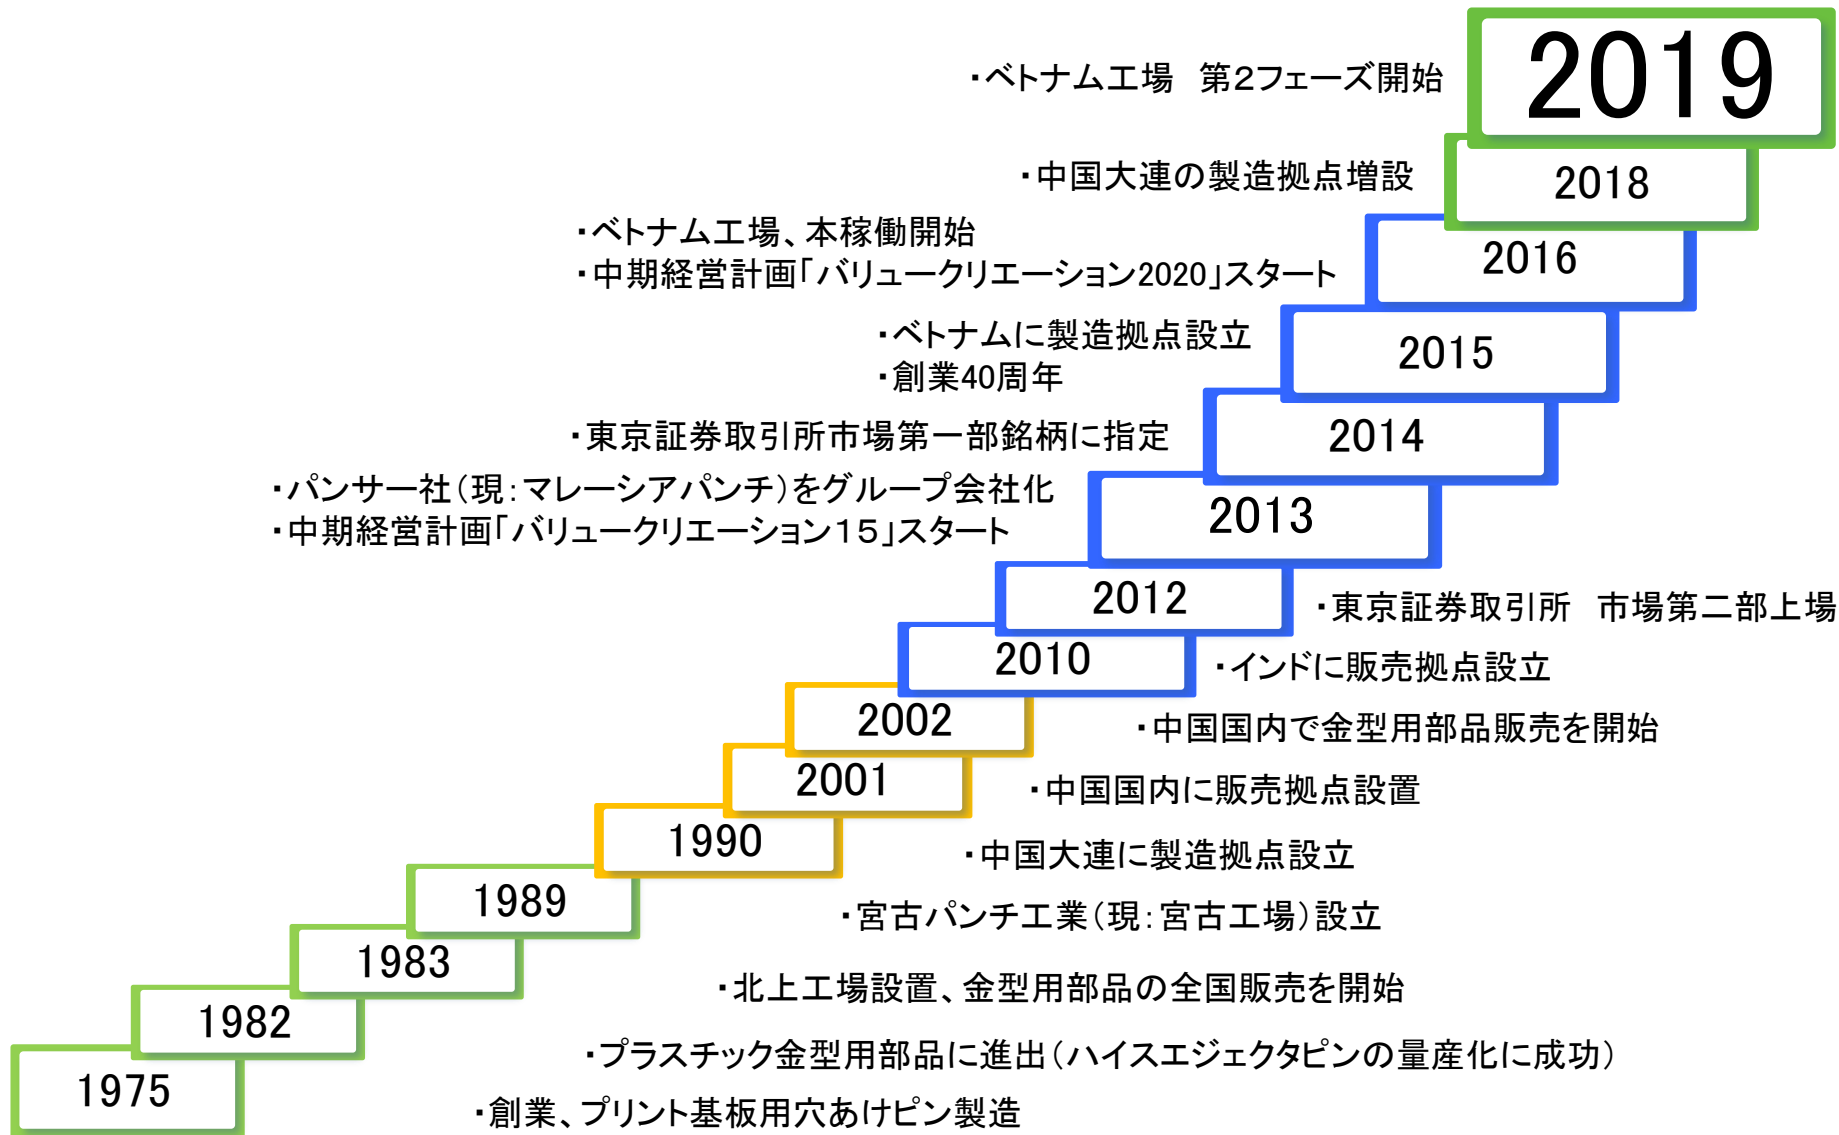 2019
・ベトナム工場　第２フェーズ開始
2018
・中国大連の製造拠点増設
2016
・ベトナム工場、本稼働開始
・中期経営計画「バリュークリエーション2020」スタート
2015
・ベトナムに製造拠点設立
・創業40周年
2014
・東京証券取引所市場第一部銘柄に指定
2013
・パンサー社（現：マレーシアパンチ）をグループ会社化
・中期経営計画「バリュークリエーション１５」スタート
2012
・東京証券取引所　市場第二部上場
2010
・インドに販売拠点設立
2002
・中国国内で金型用部品販売を開始
2001
・中国国内に販売拠点設置
1990
・中国大連に製造拠点設立
1989
・宮古パンチ工業（現：宮古工場）設立
1983
・北上工場設置、金型用部品の全国販売を開始
1982
・プラスチック金型用部品に進出（ハイスエジェクタピンの量産化に成功）
1975
・創業、プリント基板用穴あけピン製造